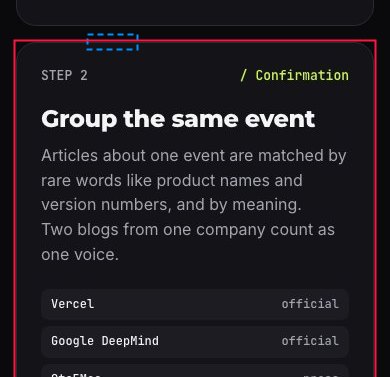 STEP 2
/ Confirmation
Group the same event
Articles about one event are matched by
rare words like product names and
version numbers, and by meaning.
Two blogs from one company count as
one voice.
Vercel
official
Google DeepMind
official